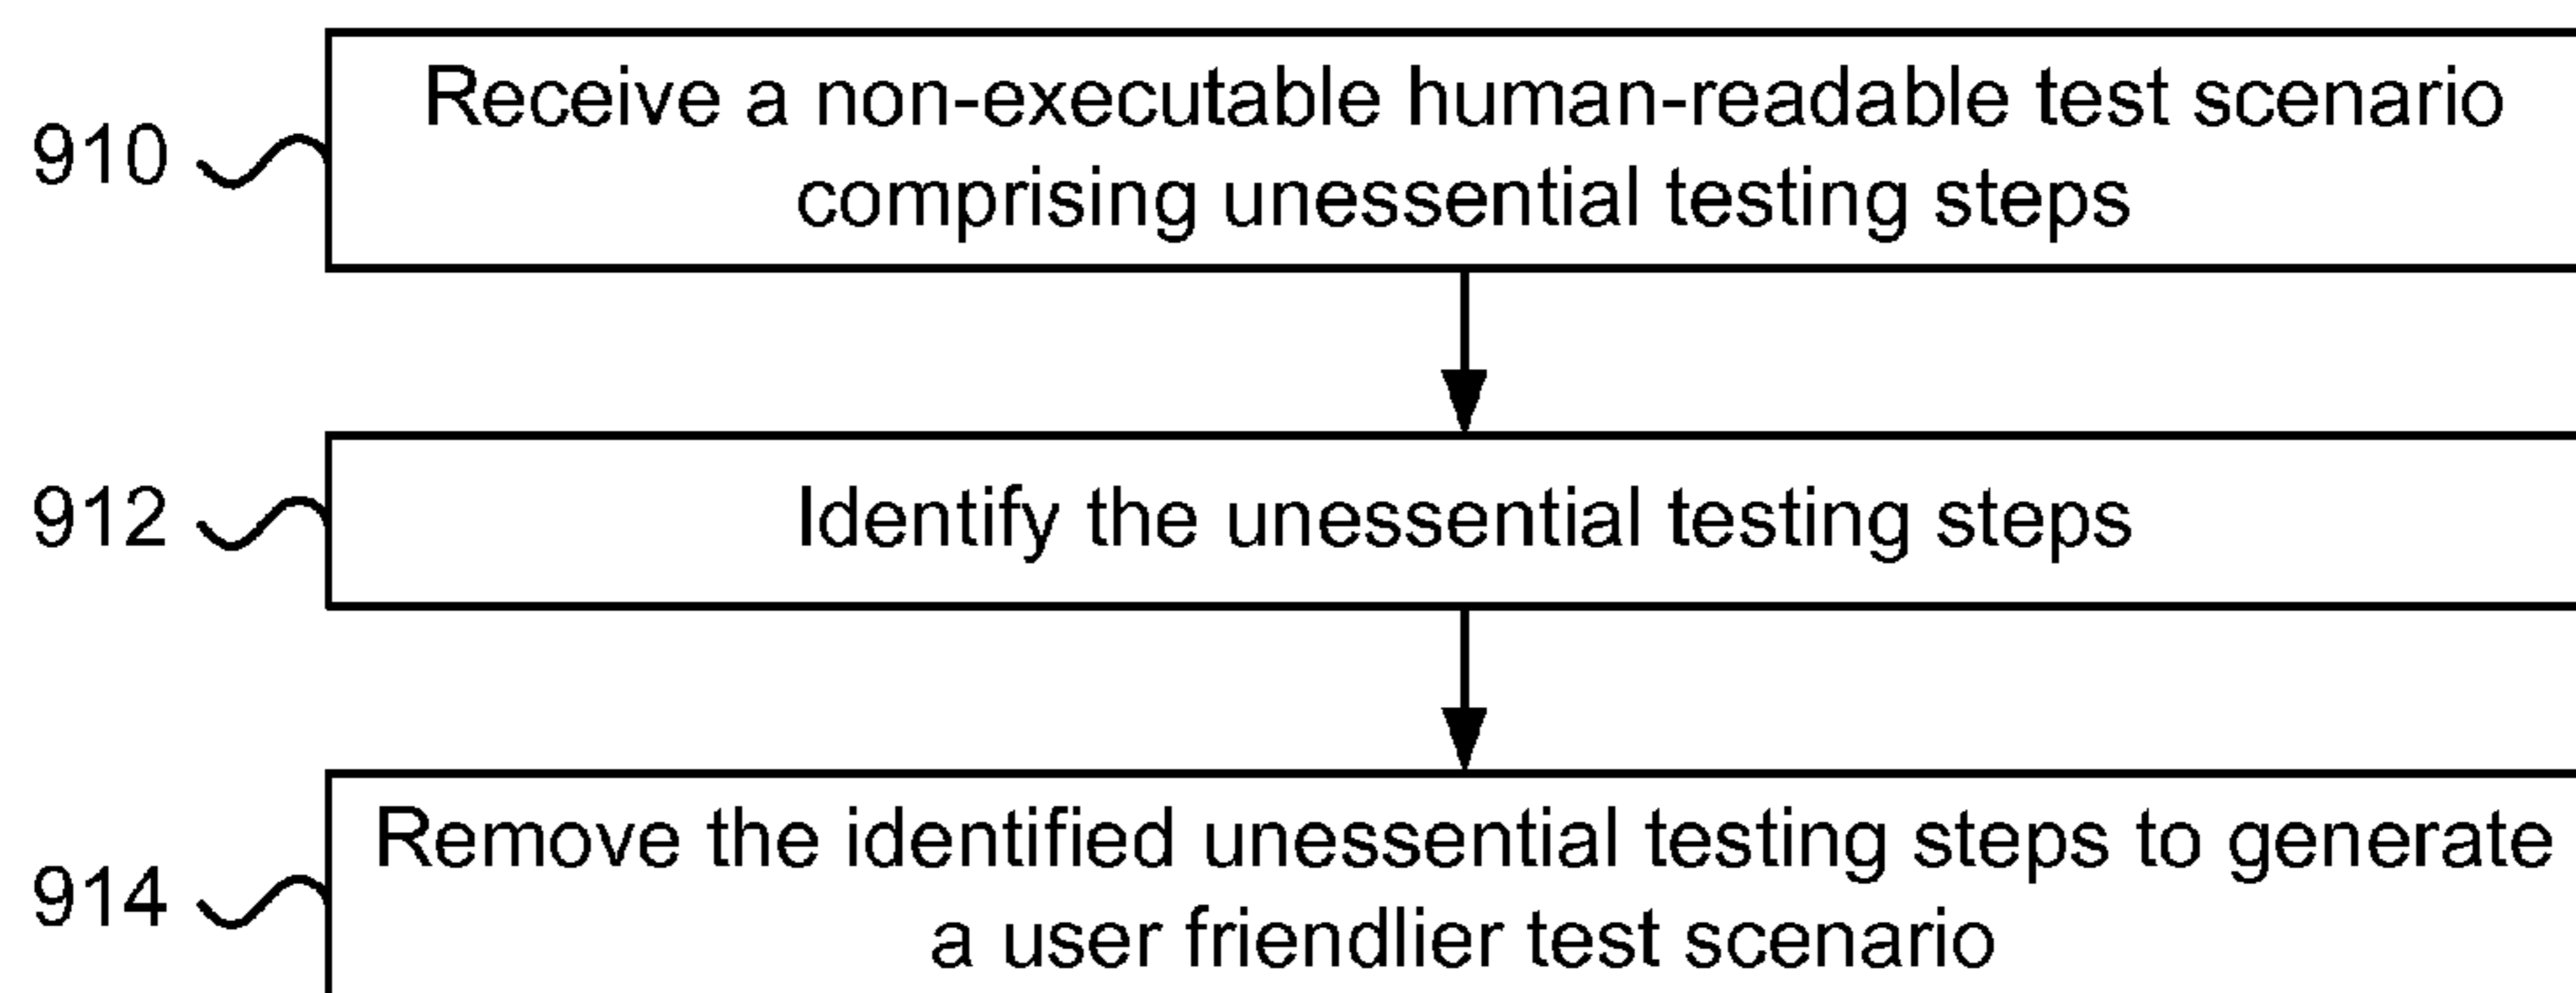 910
Receive a non-executable human-readable test scenario
comprising unessential testing steps
912
Identify the unessential testing steps
914
Remove the identified unessential testing steps to generate
a user friendlier test scenario